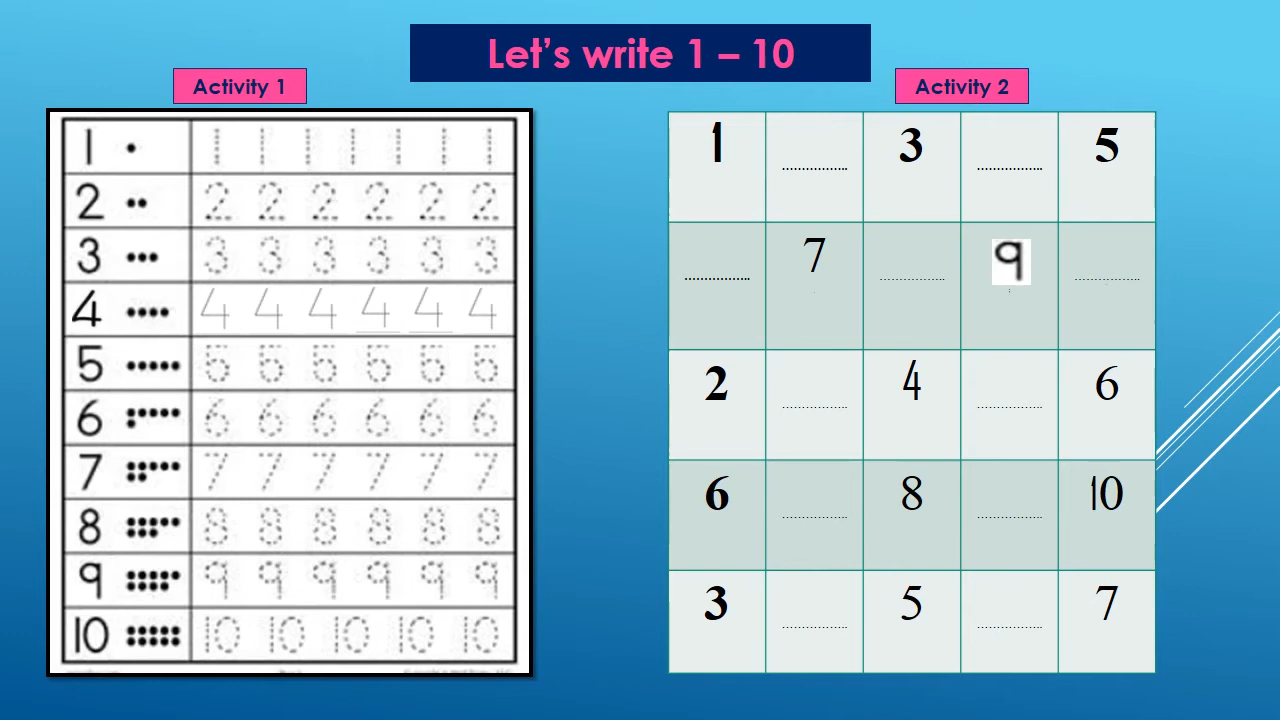 Let's write 1 – 10
Activity 1
1 1 1 1 1 1 1 1
2 2 2 2 2 2 2
3 3 3 3 3 3 3
4 4 4 4 4 4 4
5 5 5 5 5 5 5
6 6 6 6 6 6 6
7 7 7 7 7 7 7
8 8 8 8 8 8 8
9 9 9 9 9 9 9
10 10 10 10 10 10
Activity 2
1 ................ 3 ................ 5
................ 7 ................ 9 ................
2 ................ 4 ................ 6
6 ................ 8 ................ 10
3 ................ 5 ................ 7